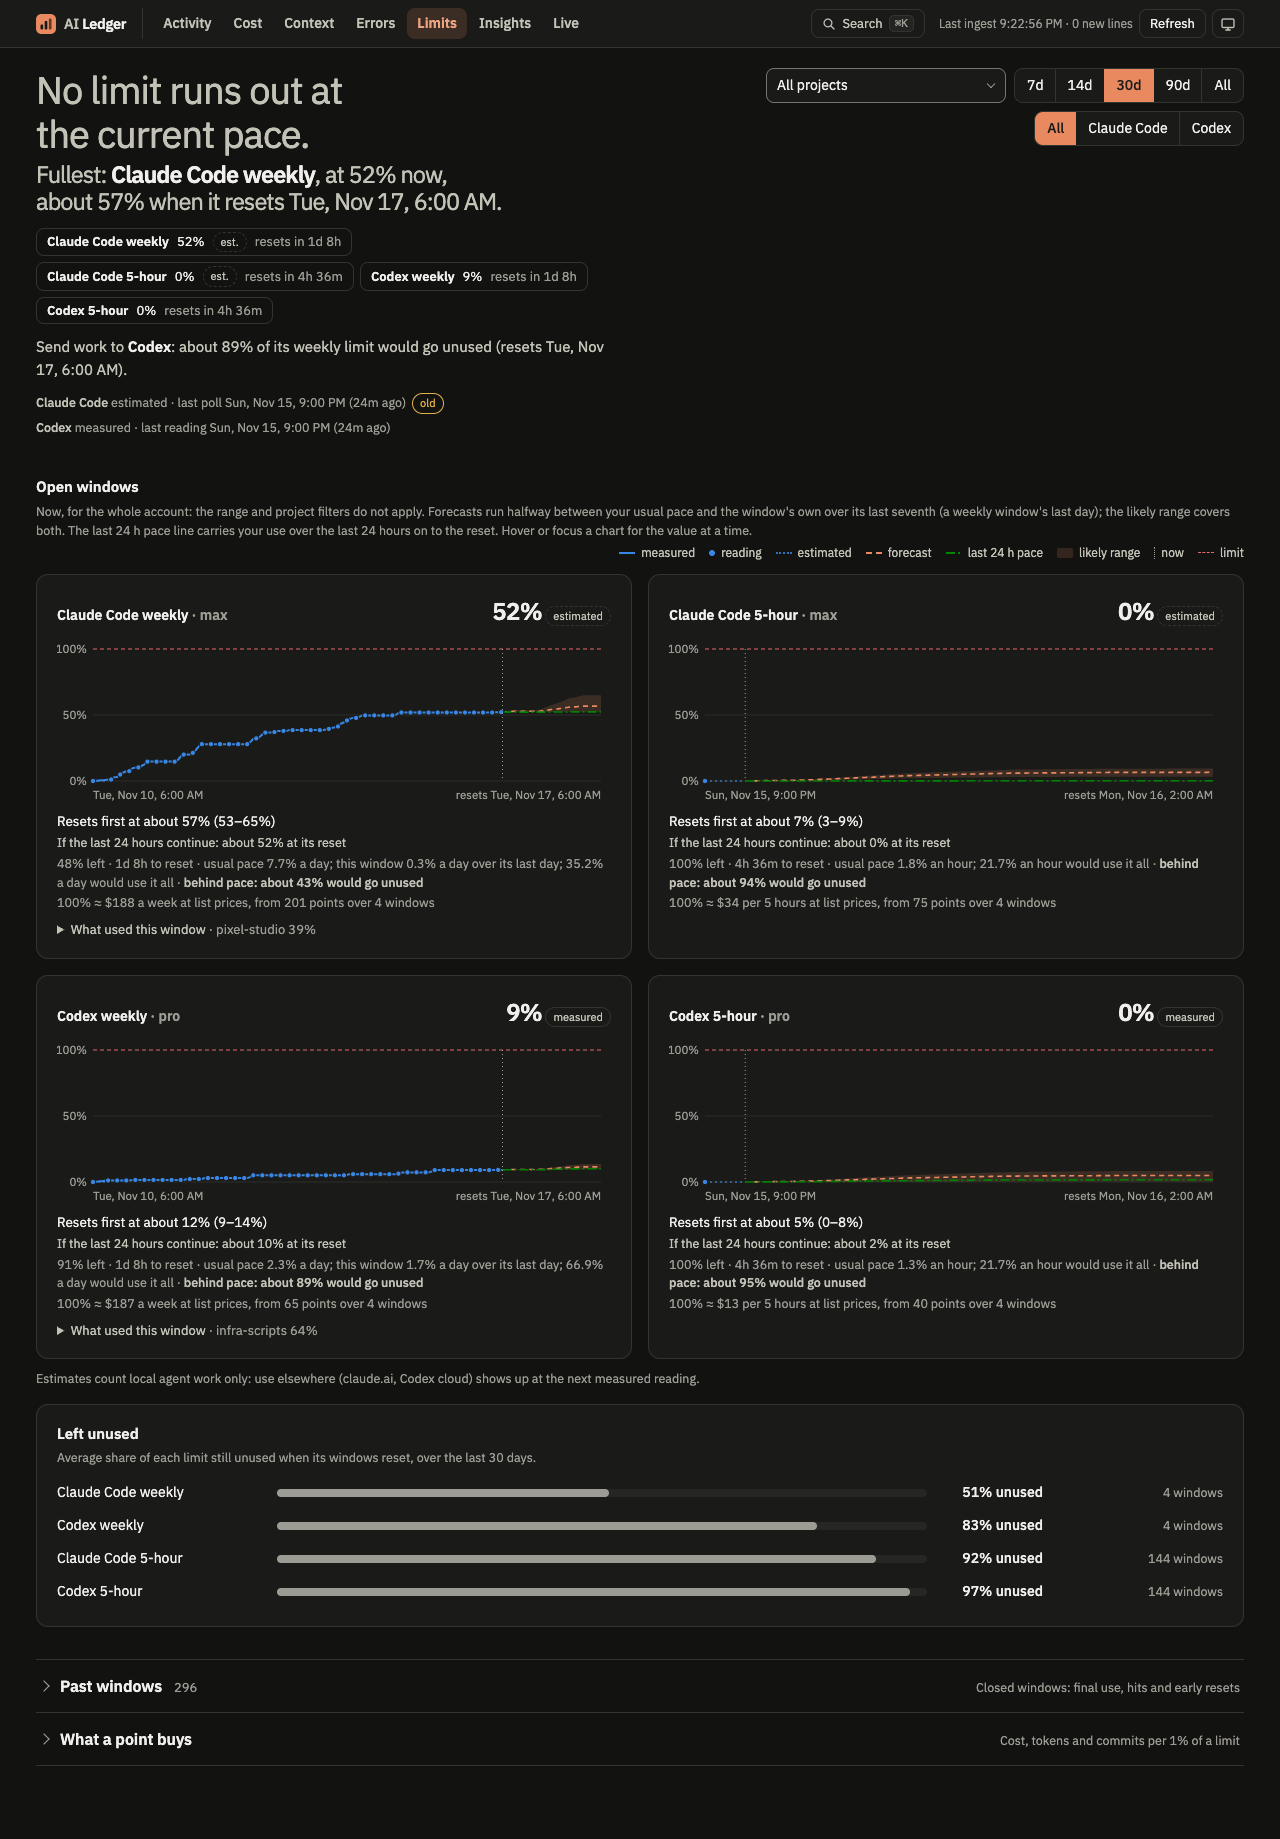 AI Ledger
Activity Cost Context Errors Limits Insights Live
Search ⌘K
Last ingest 9:22:56 PM · 0 new lines
Refresh
No limit runs out at
the current pace.
All projects
7d 14d 30d 90d All
All Claude Code Codex
Fullest: Claude Code weekly, at 52% now,
about 57% when it resets Tue, Nov 17, 6:00 AM.
Claude Code weekly 52% est. resets in 1d 8h
Claude Code 5-hour 0% est. resets in 4h 36m
Codex weekly 9% resets in 1d 8h
Codex 5-hour 0% resets in 4h 36m
Send work to Codex: about 89% of its weekly limit would go unused (resets Tue, Nov
17, 6:00 AM).
Claude Code estimated · last poll Sun, Nov 15, 9:00 PM (24m ago) old
Codex measured · last reading Sun, Nov 15, 9:00 PM (24m ago)
Open windows
Now, for the whole account: the range and project filters do not apply. Forecasts run halfway between your usual pace and the window's own over its last seventh (a weekly window's last day); the likely range covers
both. The last 24 h pace line carries your use over the last 24 hours on to the reset. Hover or focus a chart for the value at a time.
measured reading estimated forecast last 24 h pace likely range now limit
Claude Code weekly · max
52% estimated
100%
50%
0%
Tue, Nov 10, 6:00 AM
resets Tue, Nov 17, 6:00 AM
Resets first at about 57% (53–65%)
If the last 24 hours continue: about 52% at its reset
48% left · 1d 8h to reset · usual pace 7.7% a day; this window 0.3% a day over its last day; 35.2%
a day would use it all · behind pace: about 43% would go unused
100% ≈ $188 a week at list prices, from 201 points over 4 windows
What used this window · pixel-studio 39%
Claude Code 5-hour · max
0% estimated
100%
50%
0%
Sun, Nov 15, 9:00 PM
resets Mon, Nov 16, 2:00 AM
Resets first at about 7% (3–9%)
If the last 24 hours continue: about 0% at its reset
100% left · 4h 36m to reset · usual pace 1.8% an hour; 21.7% an hour would use it all · behind
pace: about 94% would go unused
100% ≈ $34 per 5 hours at list prices, from 75 points over 4 windows
Codex weekly · pro
9% measured
100%
50%
0%
Tue, Nov 10, 6:00 AM
resets Tue, Nov 17, 6:00 AM
Resets first at about 12% (9–14%)
If the last 24 hours continue: about 10% at its reset
91% left · 1d 8h to reset · usual pace 2.3% a day; this window 1.7% a day over its last day; 66.9%
a day would use it all · behind pace: about 89% would go unused
100% ≈ $187 a week at list prices, from 65 points over 4 windows
What used this window · infra-scripts 64%
Codex 5-hour · pro
0% measured
100%
50%
0%
Sun, Nov 15, 9:00 PM
resets Mon, Nov 16, 2:00 AM
Resets first at about 5% (0–8%)
If the last 24 hours continue: about 2% at its reset
100% left · 4h 36m to reset · usual pace 1.3% an hour; 21.7% an hour would use it all · behind
pace: about 95% would go unused
100% ≈ $13 per 5 hours at list prices, from 40 points over 4 windows
Estimates count local agent work only: use elsewhere (claude.ai, Codex cloud) shows up at the next measured reading.
Left unused
Average share of each limit still unused when its windows reset, over the last 30 days.
Claude Code weekly 51% unused 4 windows
Codex weekly 83% unused 4 windows
Claude Code 5-hour 92% unused 144 windows
Codex 5-hour 97% unused 144 windows
Past windows 296
Closed windows: final use, hits and early resets
What a point buys
Cost, tokens and commits per 1% of a limit